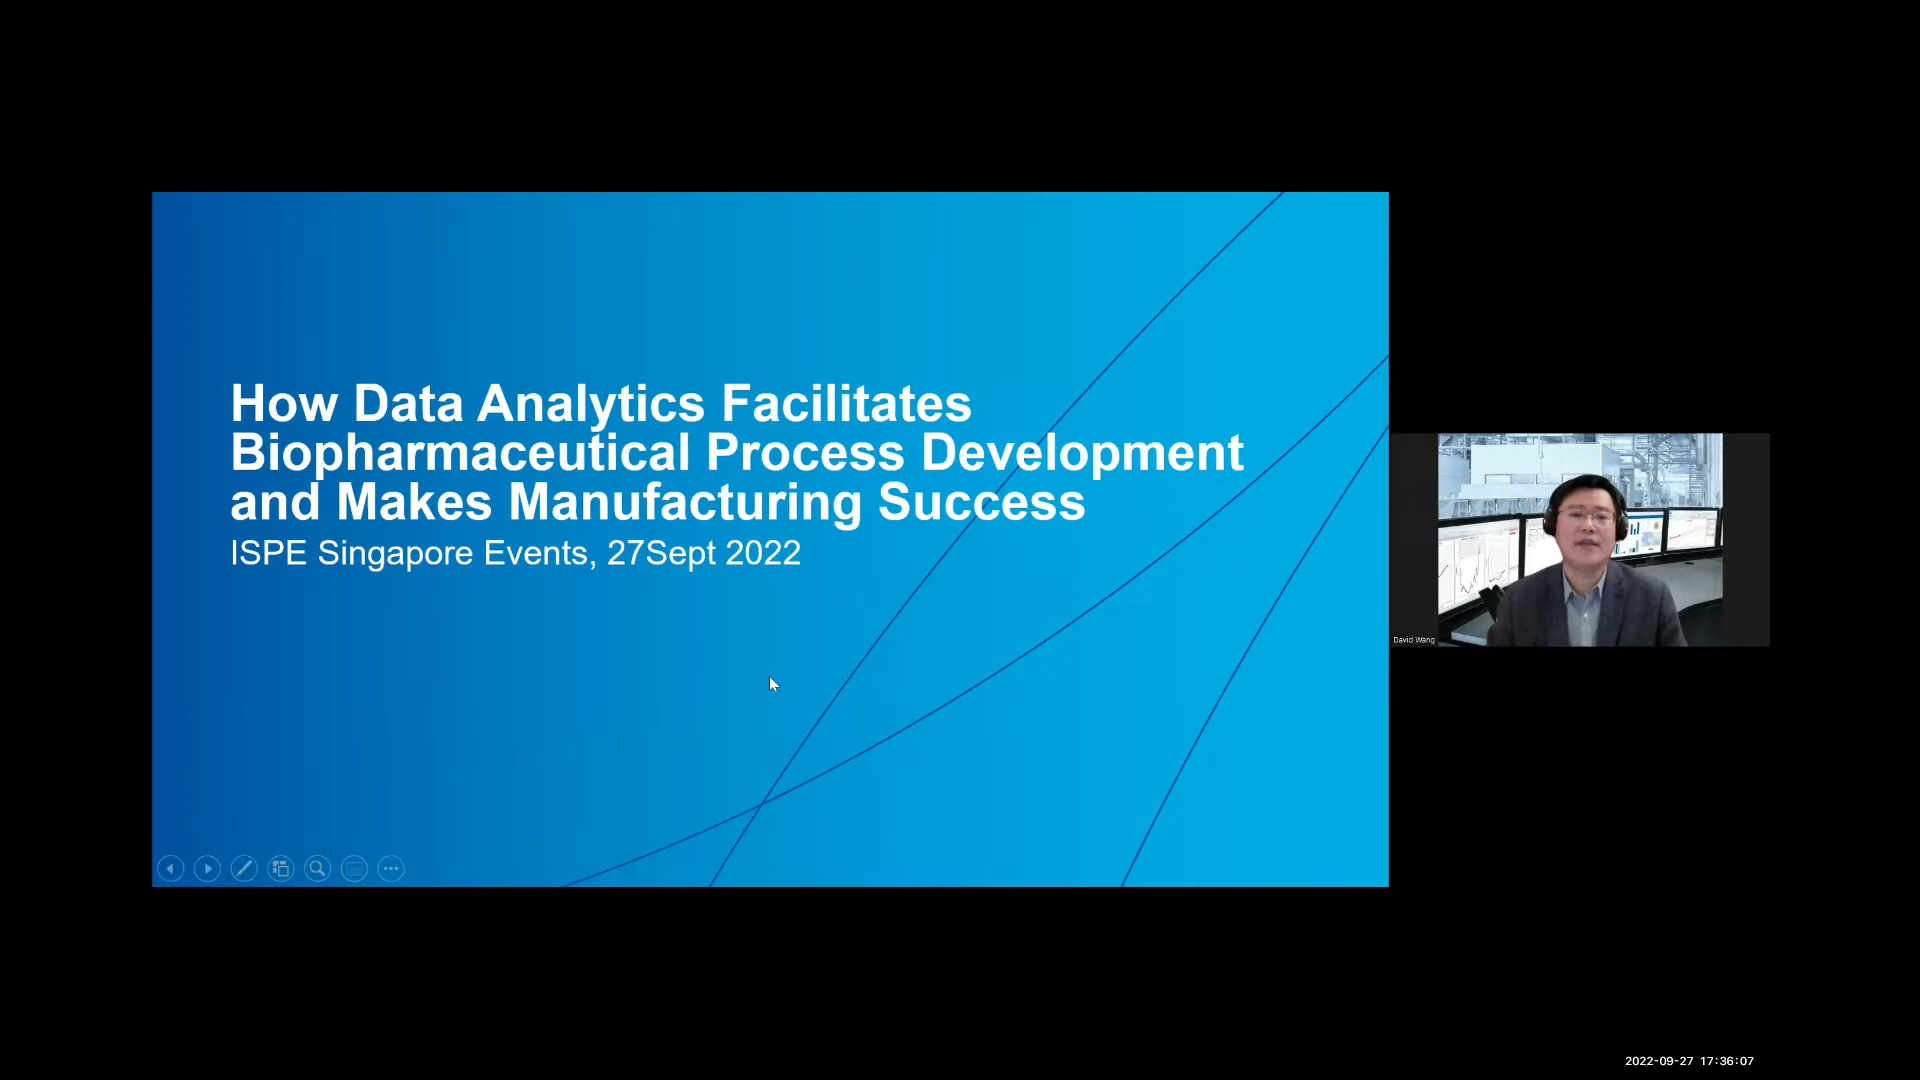 How Data Analytics Facilitates
Biopharmaceutical Process Development
and Makes Manufacturing Success
ISPE Singapore Events, 27Sept 2022
David Wang
2022-09-27 17:36:07